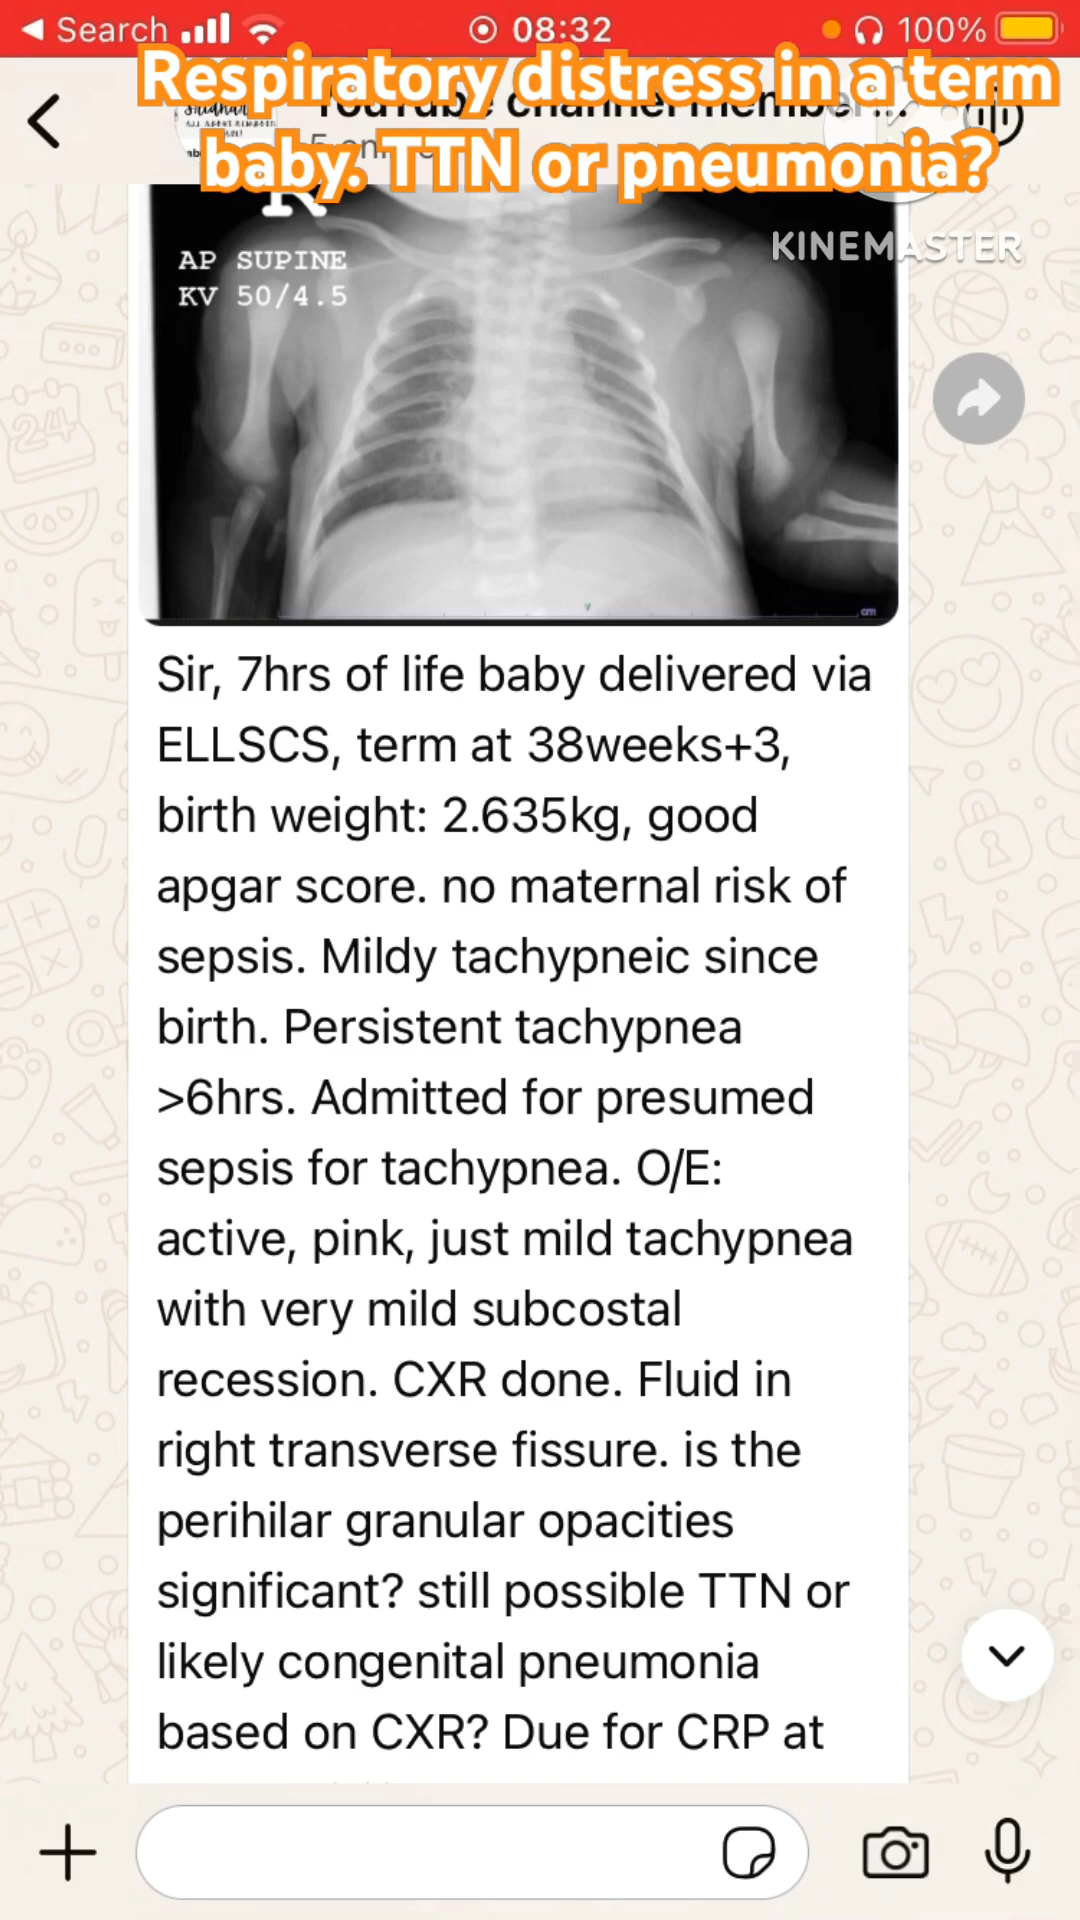 Search
08:32
100%
Respiratory distress in a term
baby. TTN or pneumonia?
YouTube channel member...
KINEMASTER
R
AP SUPINE
KV 50/4.5
cm
Sir, 7hrs of life baby delivered via
ELLSCS, term at 38weeks+3,
birth weight: 2.635kg, good
apgar score. no maternal risk of
sepsis. Mildy tachypneic since
birth. Persistent tachypnea
>6hrs. Admitted for presumed
sepsis for tachypnea. O/E:
active, pink, just mild tachypnea
with very mild subcostal
recession. CXR done. Fluid in
right transverse fissure. is the
perihilar granular opacities
significant? still possible TTN or
likely congenital pneumonia
based on CXR? Due for CRP at